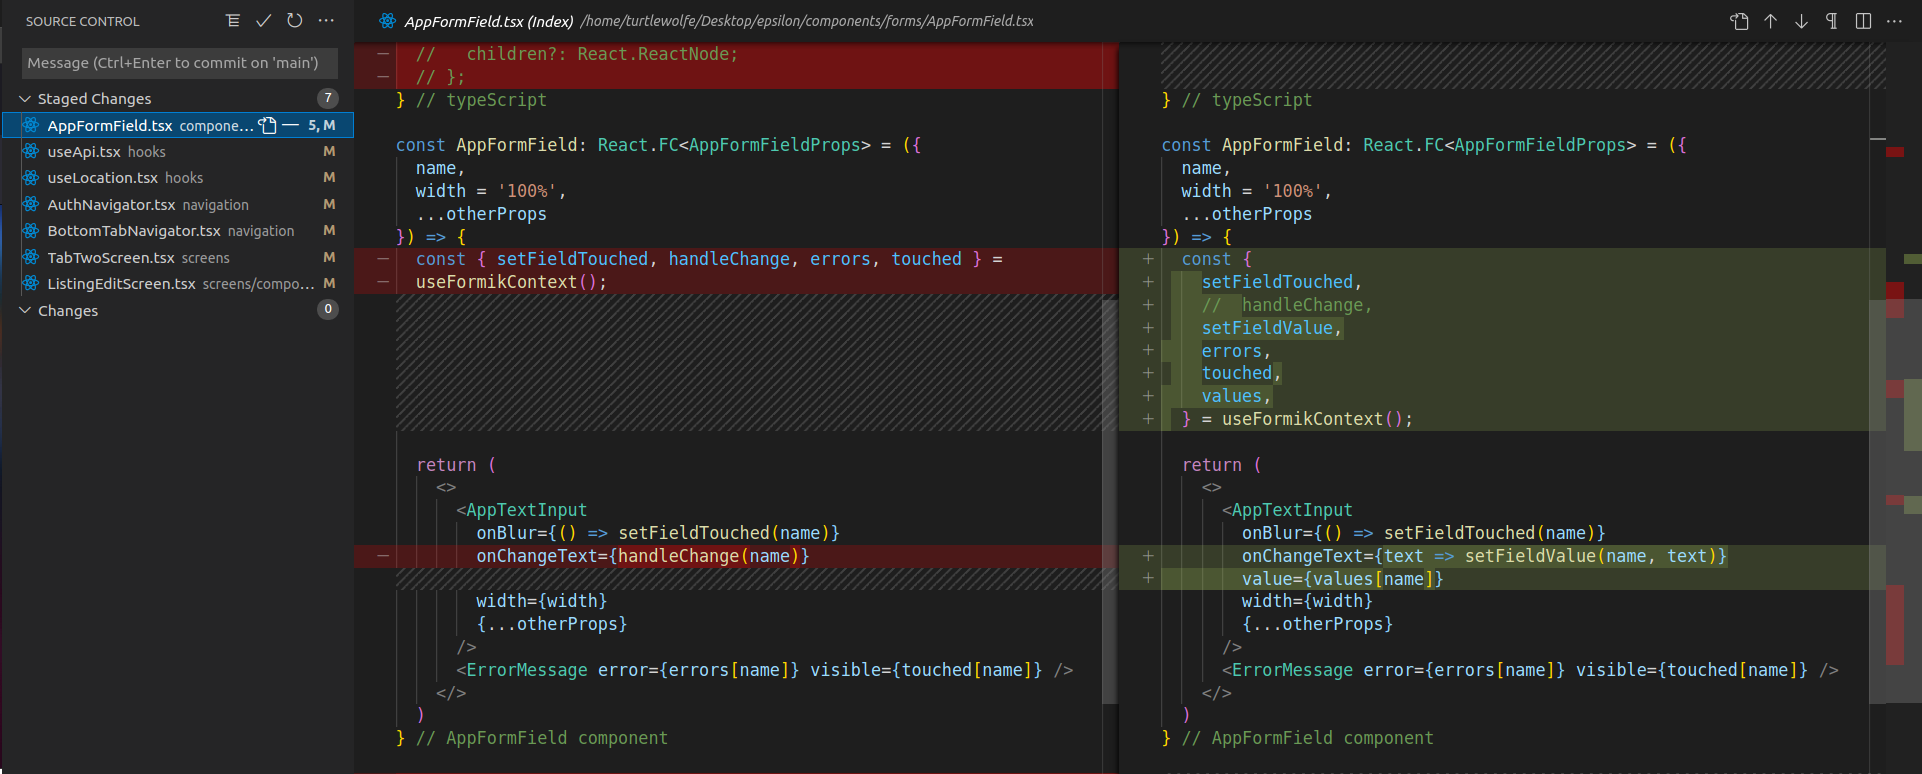 SOURCE CONTROL
Message (Ctrl+Enter to commit on 'main')
Staged Changes 7
AppFormField.tsx compone... 5, M
useApi.tsx hooks M
useLocation.tsx hooks M
AuthNavigator.tsx navigation M
BottomTabNavigator.tsx navigation M
TabTwoScreen.tsx screens M
ListingEditScreen.tsx screens/compo... M
Changes 0
AppFormField.tsx (Index) /home/turtlewolfe/Desktop/epsilon/components/forms/AppFormField.tsx
— //   children?: React.ReactNode;
— // };
} // typeScript
const AppFormField: React.FC<AppFormFieldProps> = ({
name,
width = '100%',
...otherProps
}) => {
— const { setFieldTouched, handleChange, errors, touched } =
— useFormikContext();
return (
<>
<AppTextInput
onBlur={() => setFieldTouched(name)}
— onChangeText={handleChange(name)}
width={width}
{...otherProps}
/>
<ErrorMessage error={errors[name]} visible={touched[name]} />
</>
)
} // AppFormField component
} // typeScript
const AppFormField: React.FC<AppFormFieldProps> = ({
name,
width = '100%',
...otherProps
}) => {
+ const {
+ setFieldTouched,
+ //  handleChange,
+ setFieldValue,
+ errors,
+ touched,
+ values,
+ } = useFormikContext();
return (
<>
<AppTextInput
onBlur={() => setFieldTouched(name)}
+ onChangeText={text => setFieldValue(name, text)}
+ value={values[name]}
width={width}
{...otherProps}
/>
<ErrorMessage error={errors[name]} visible={touched[name]} />
</>
)
} // AppFormField component